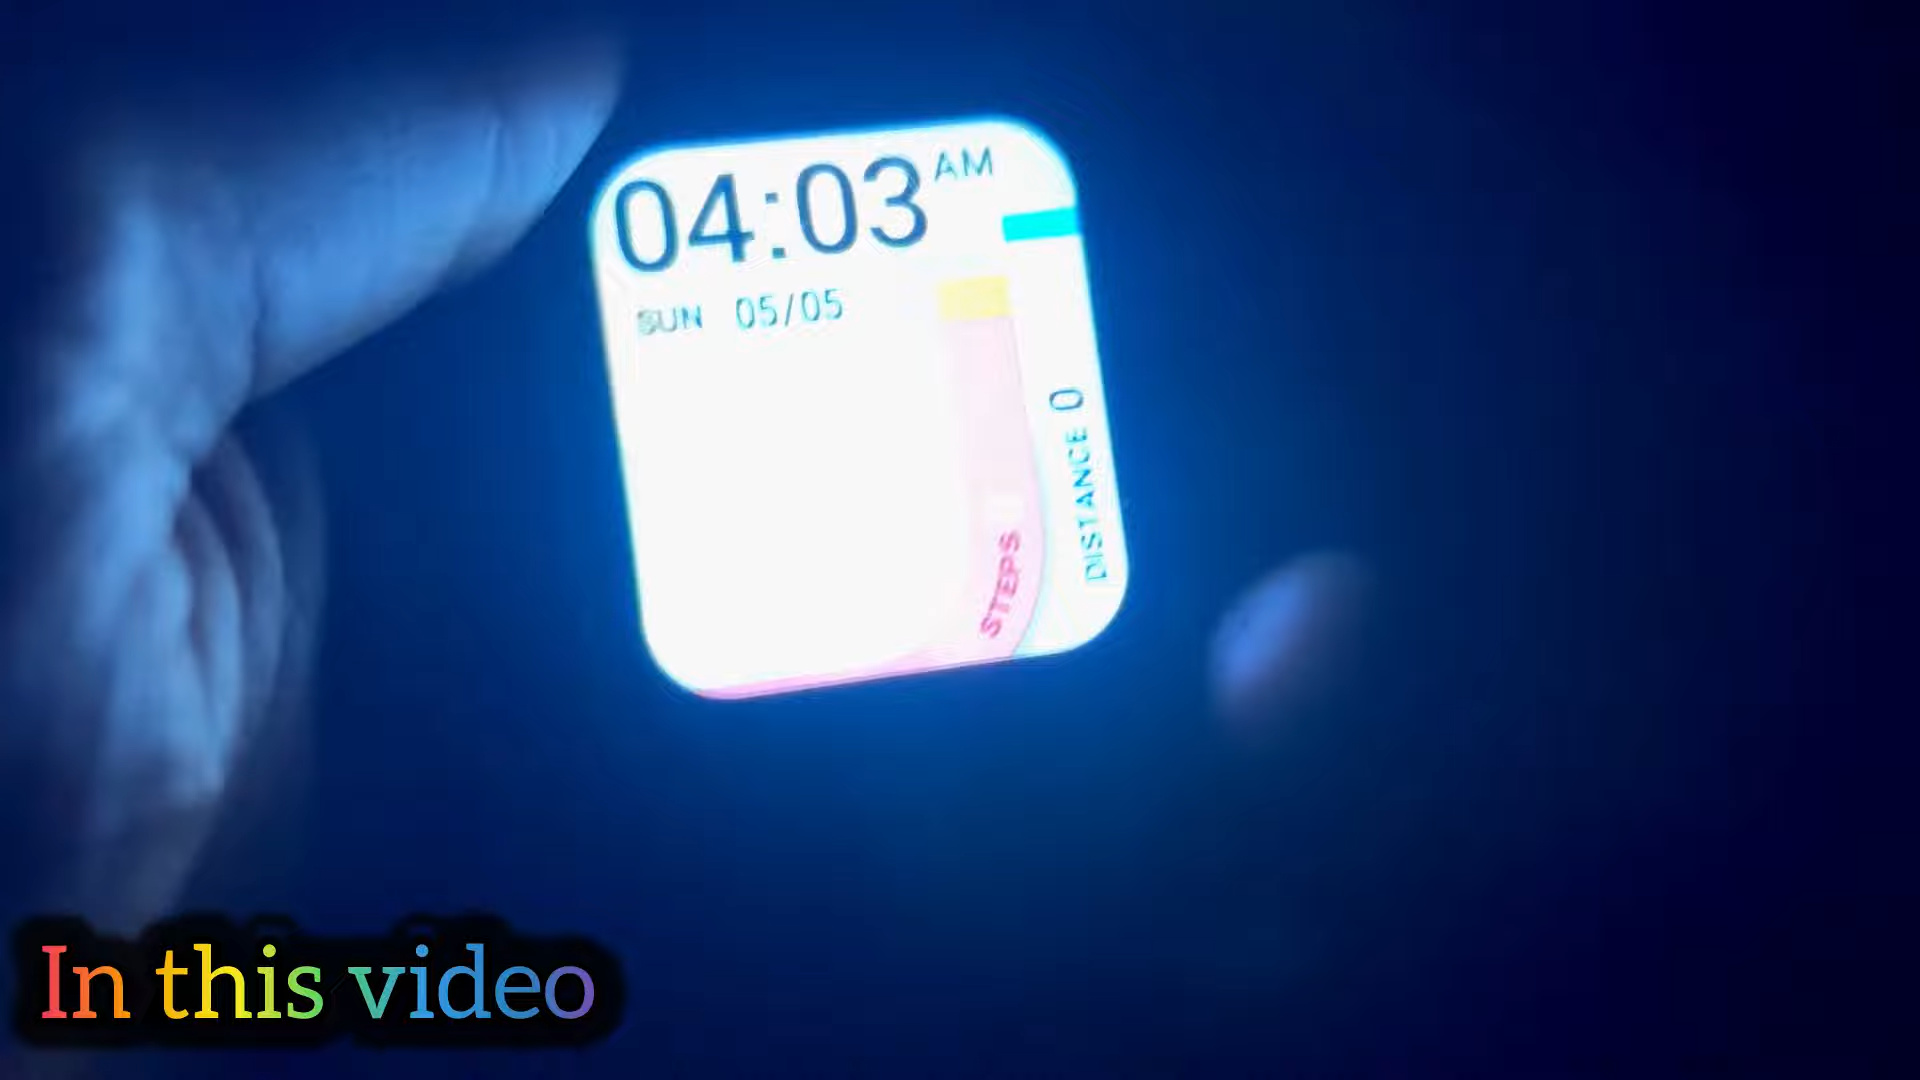 04:03 AM
SUN 05/05
STEPS
DISTANCE 0
In this video